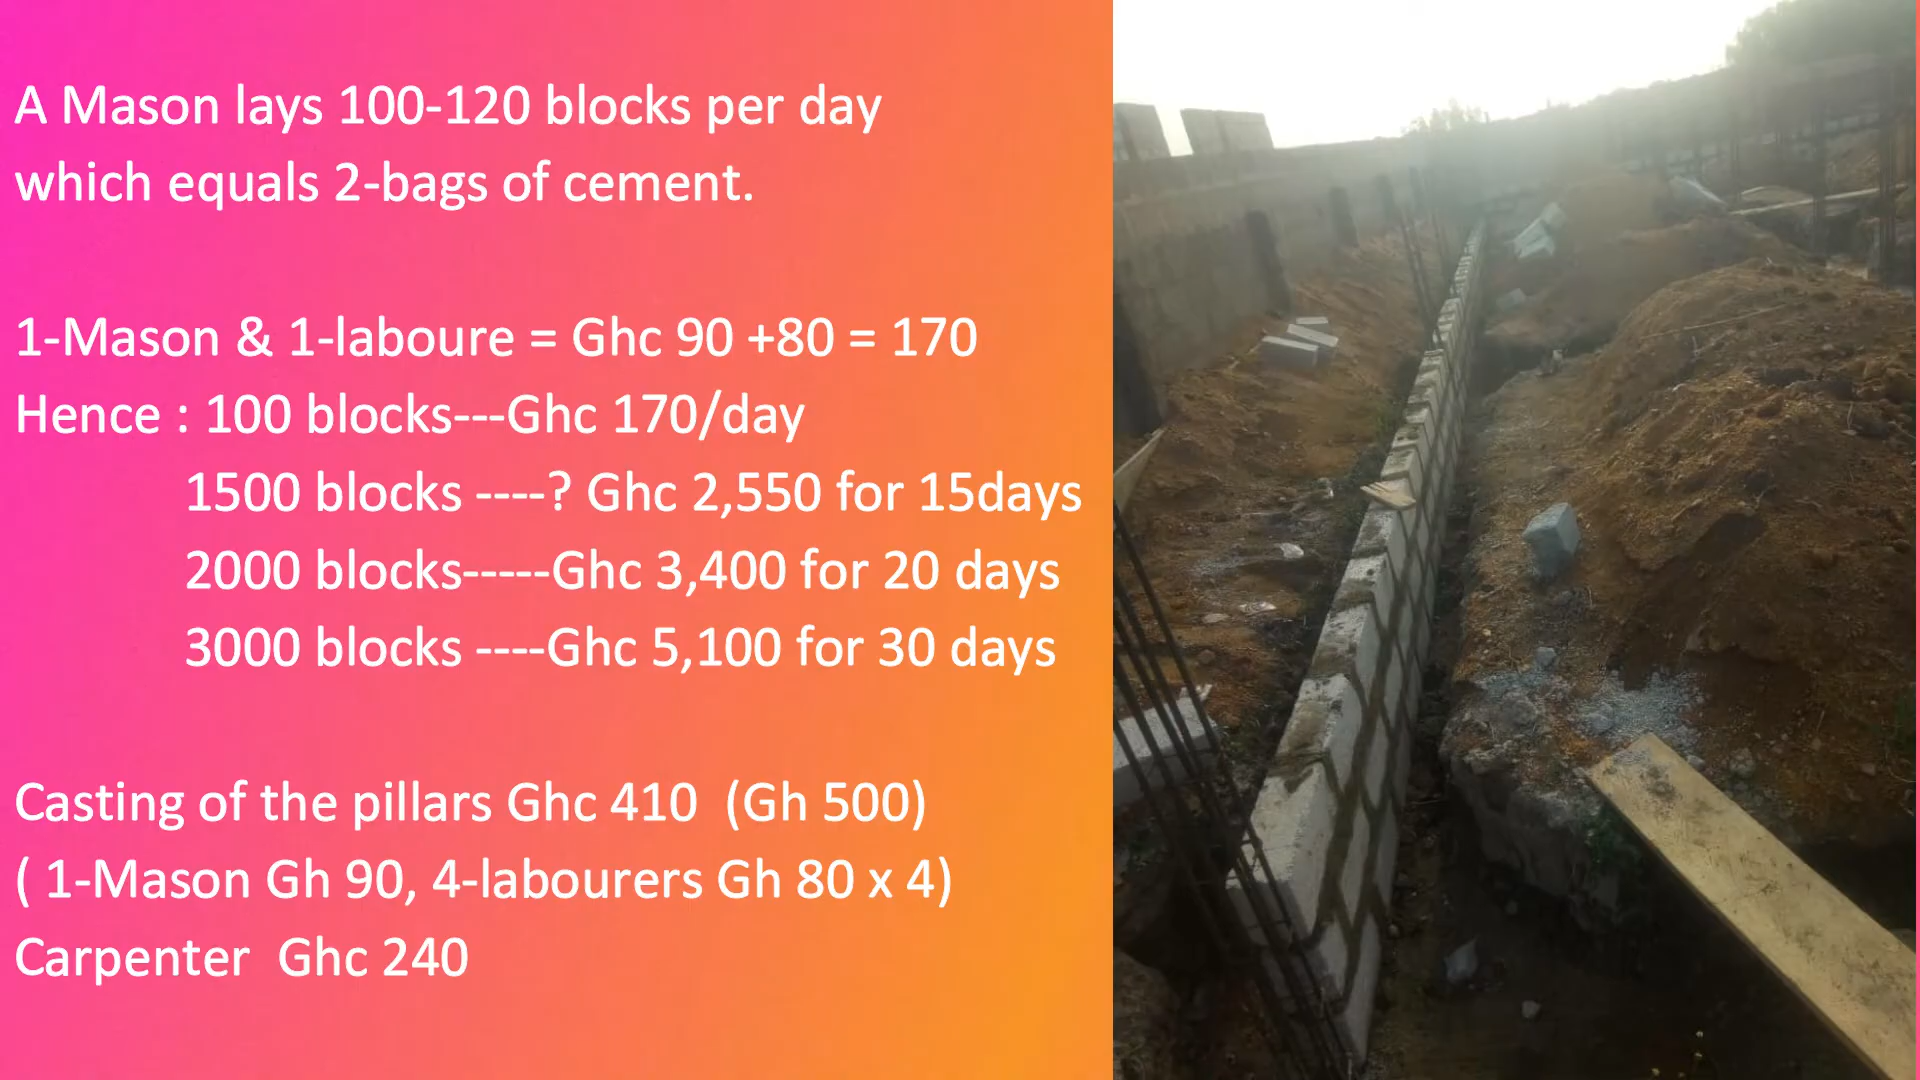 A Mason lays 100-120 blocks per day
which equals 2-bags of cement.
1-Mason & 1-laboure = Ghc 90 +80 = 170
Hence : 100 blocks---Ghc 170/day
1500 blocks ----? Ghc 2,550 for 15days
2000 blocks-----Ghc 3,400 for 20 days
3000 blocks ----Ghc 5,100 for 30 days
Casting of the pillars Ghc 410  (Gh 500)
( 1-Mason Gh 90, 4-labourers Gh 80 x 4)
Carpenter  Ghc 240